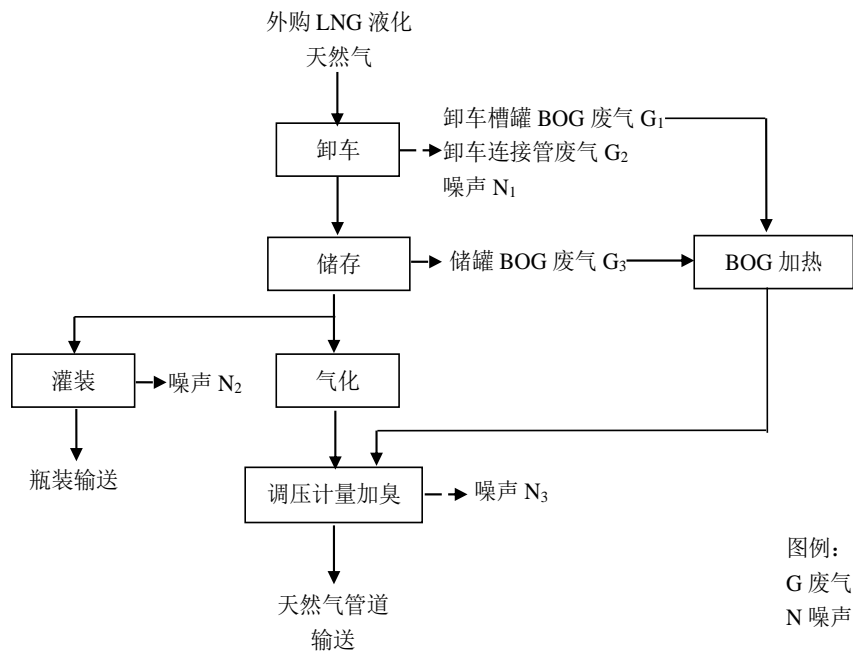 外购 LNG 液化
天然气
卸车
卸车槽罐 BOG 废气 G₁
卸车连接管废气 G₂
噪声 N₁
储存
储罐 BOG 废气 G₃
BOG 加热
灌装
噪声 N₂
气化
瓶装输送
调压计量加臭
噪声 N₃
天然气管道
输送
图例：
G 废气
N 噪声